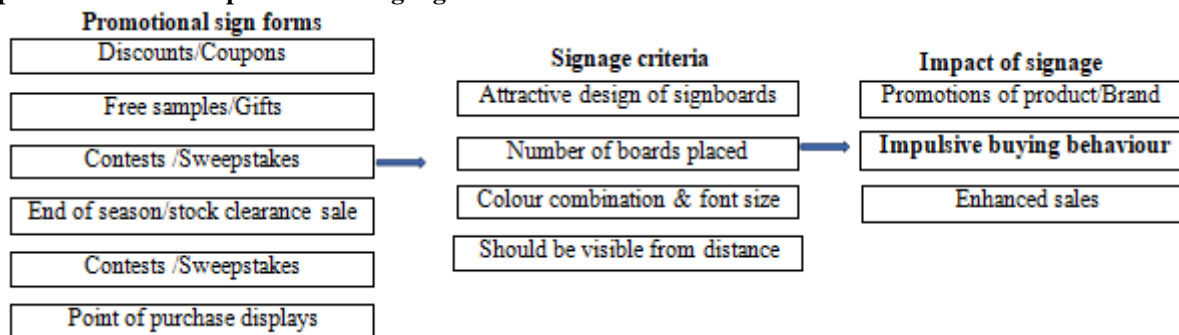 Promotional sign forms
Discounts/Coupons
Free samples/Gifts
Contests /Sweepstakes
End of season/stock clearance sale
Contests /Sweepstakes
Point of purchase displays
Signage criteria
Attractive design of signboards
Number of boards placed
Colour combination & font size
Should be visible from distance
Impact of signage
Promotions of product/Brand
Impulsive buying behaviour
Enhanced sales